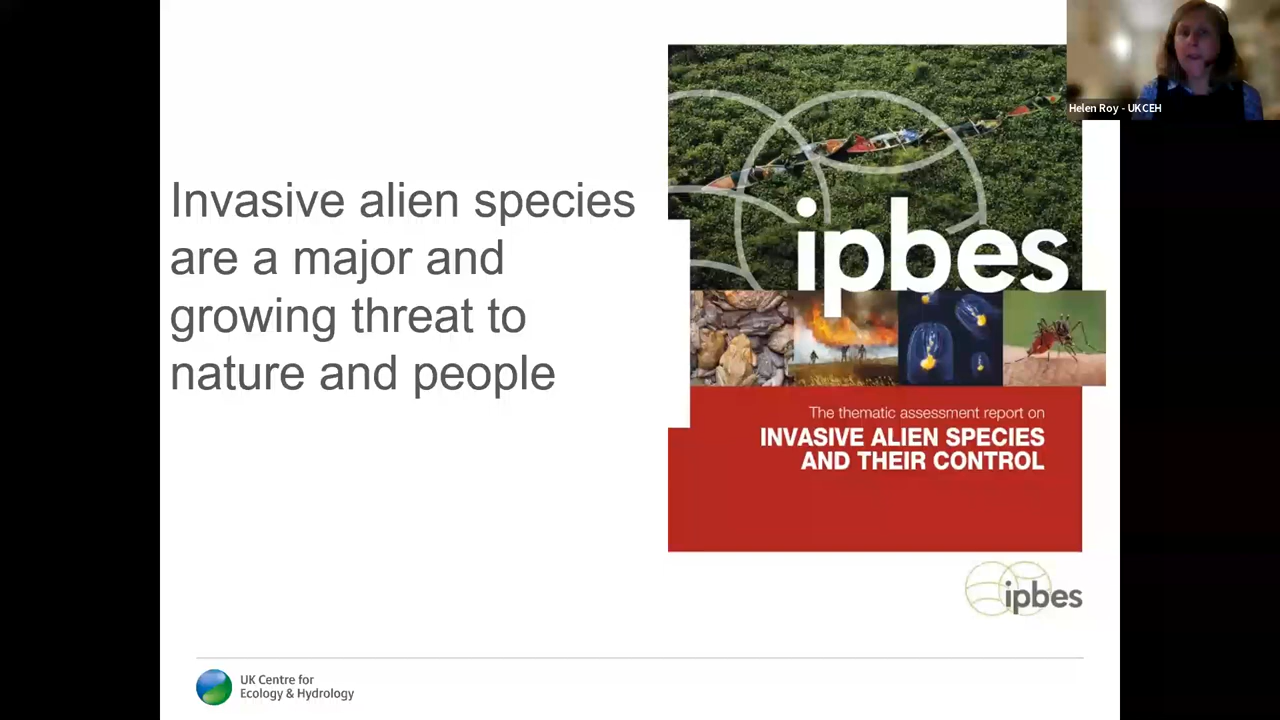 Helen Roy - UKCEH
Invasive alien species
are a major and
growing threat to
nature and people
ipbes
The thematic assessment report on
INVASIVE ALIEN SPECIES
AND THEIR CONTROL
ipbes
UK Centre for
Ecology & Hydrology